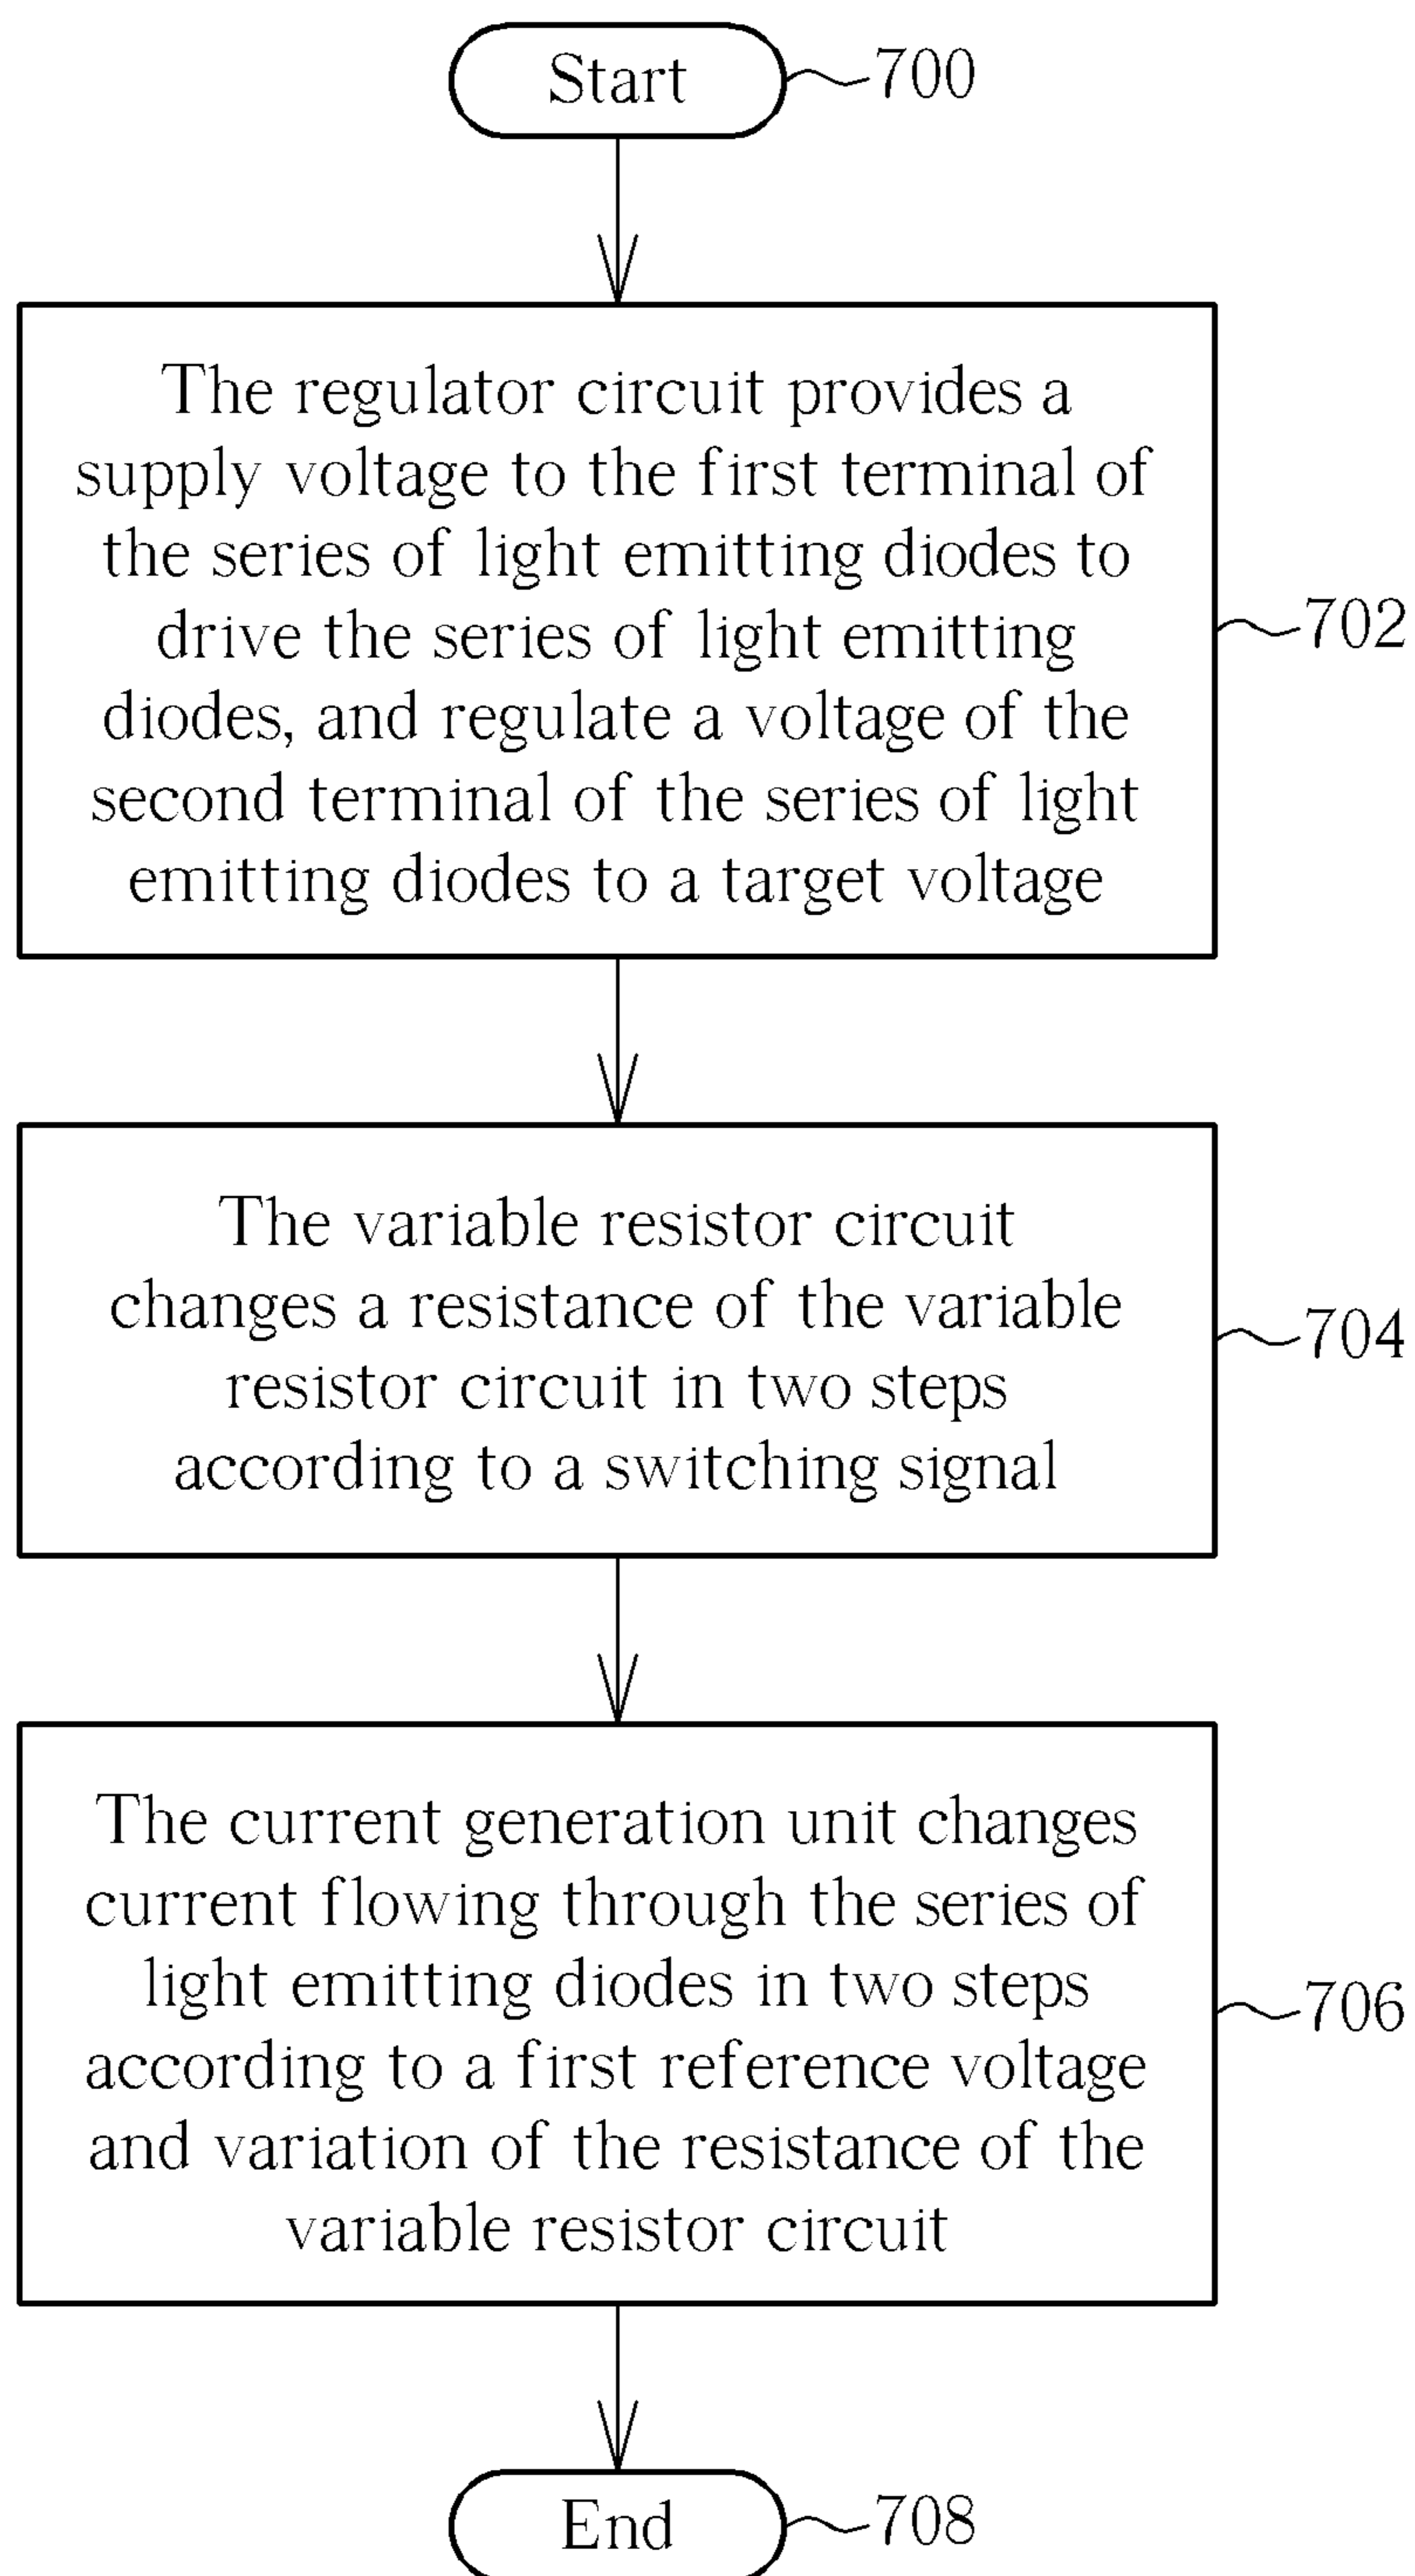 Start
700
The regulator circuit provides a
supply voltage to the first terminal of
the series of light emitting diodes to
drive the series of light emitting
diodes, and regulate a voltage of the
second terminal of the series of light
emitting diodes to a target voltage
702
The variable resistor circuit
changes a resistance of the variable
resistor circuit in two steps
according to a switching signal
704
The current generation unit changes
current flowing through the series of
light emitting diodes in two steps
according to a first reference voltage
and variation of the resistance of the
variable resistor circuit
706
End
708